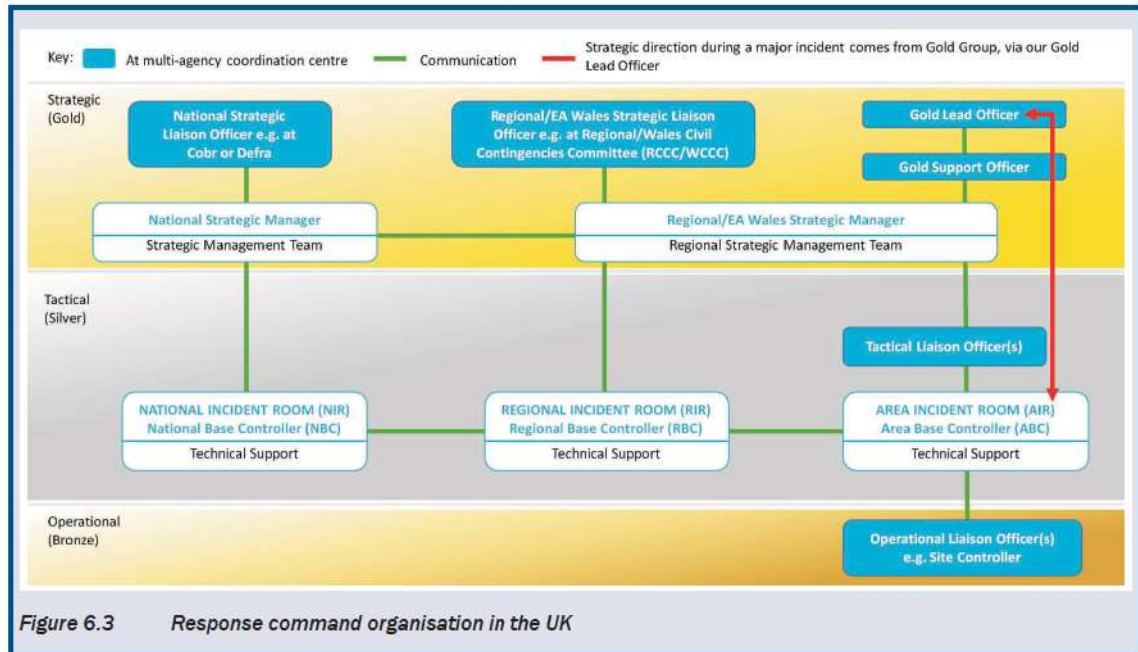 Key:
At multi-agency coordination centre
Communication
Strategic direction during a major incident comes from Gold Group, via our Gold
Lead Officer
Strategic
(Gold)
National Strategic
Liaison Officer e.g. at
Cobr or Defra
Regional/EA Wales Strategic Liaison
Officer e.g. at Regional/Wales Civil
Contingencies Committee (RCCC/WCCC)
Gold Lead Officer
Gold Support Officer
National Strategic Manager
Strategic Management Team
Regional/EA Wales Strategic Manager
Regional Strategic Management Team
Tactical
(Silver)
Tactical Liaison Officer(s)
NATIONAL INCIDENT ROOM (NIR)
National Base Controller (NBC)
Technical Support
REGIONAL INCIDENT ROOM (RIR)
Regional Base Controller (RBC)
Technical Support
AREA INCIDENT ROOM (AIR)
Area Base Controller (ABC)
Technical Support
Operational
(Bronze)
Operational Liaison Officer(s)
e.g. Site Controller
Figure 6.3 Response command organisation in the UK